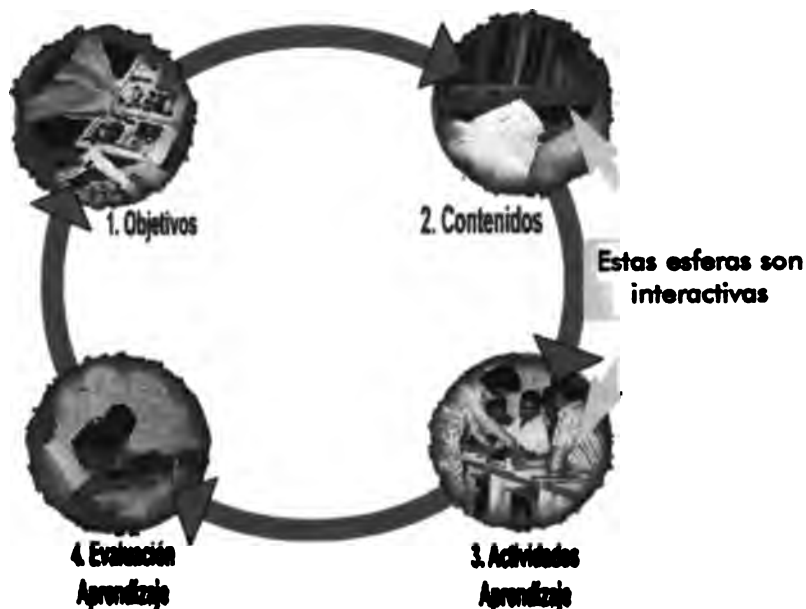 1. Objetivos
2. Contenidos
Estas esferas son
interactivas
4. Evaluación
Aprendizaje
3. Actividades
Aprendizaje